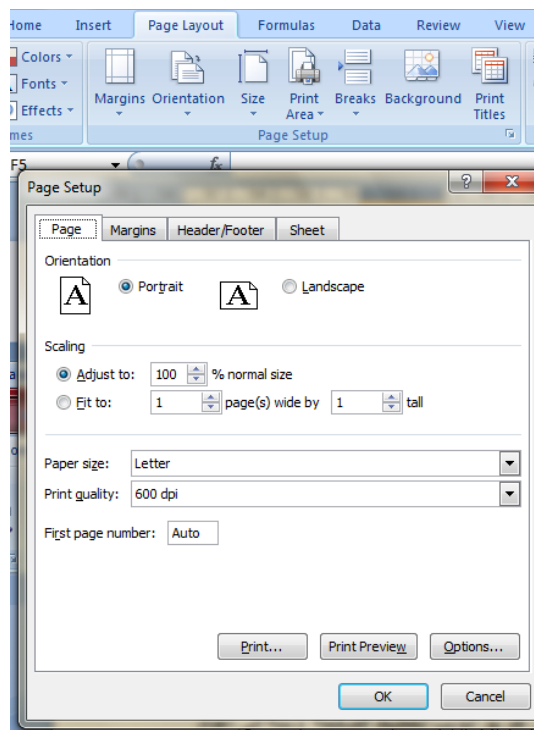 Home Insert Page Layout Formulas Data Review View
Colors
Fonts
Effects
Margins Orientation Size Print Area Breaks Background Print Titles
mes Page Setup
F5 fx
Page Setup
Page Margins Header/Footer Sheet
Orientation
A Portrait A Landscape
Scaling
Adjust to: 100 % normal size
Fit to: 1 page(s) wide by 1 tall
Paper size: Letter
Print quality: 600 dpi
First page number: Auto
Print... Print Preview Options...
OK Cancel